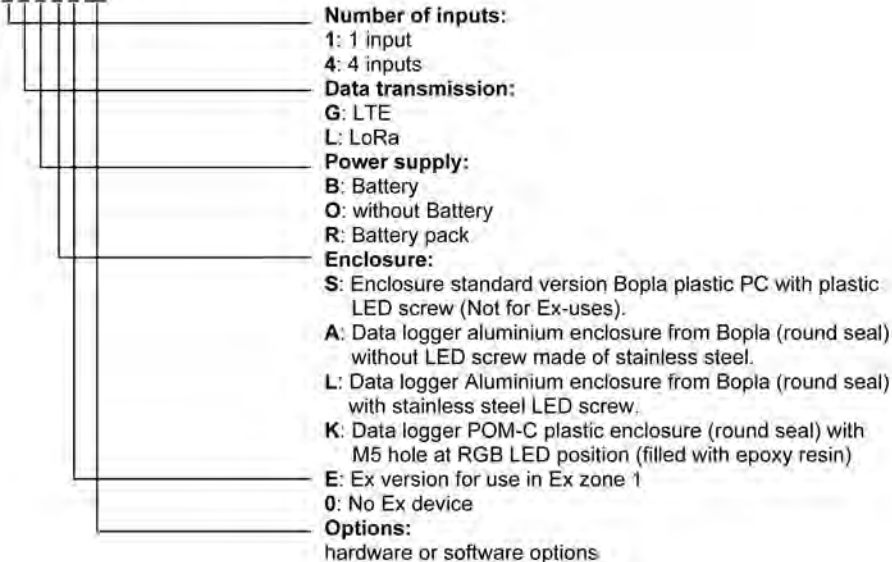 Number of inputs:
1: 1 input
4: 4 inputs
Data transmission:
G: LTE
L: LoRa
Power supply:
B: Battery
O: without Battery
R: Battery pack
Enclosure:
S: Enclosure standard version Bopla plastic PC with plastic
LED screw (Not for Ex-uses).
A: Data logger aluminium enclosure from Bopla (round seal)
without LED screw made of stainless steel.
L: Data logger Aluminium enclosure from Bopla (round seal)
with stainless steel LED screw.
K: Data logger POM-C plastic enclosure (round seal) with
M5 hole at RGB LED position (filled with epoxy resin)
E: Ex version for use in Ex zone 1
0: No Ex device
Options:
hardware or software options